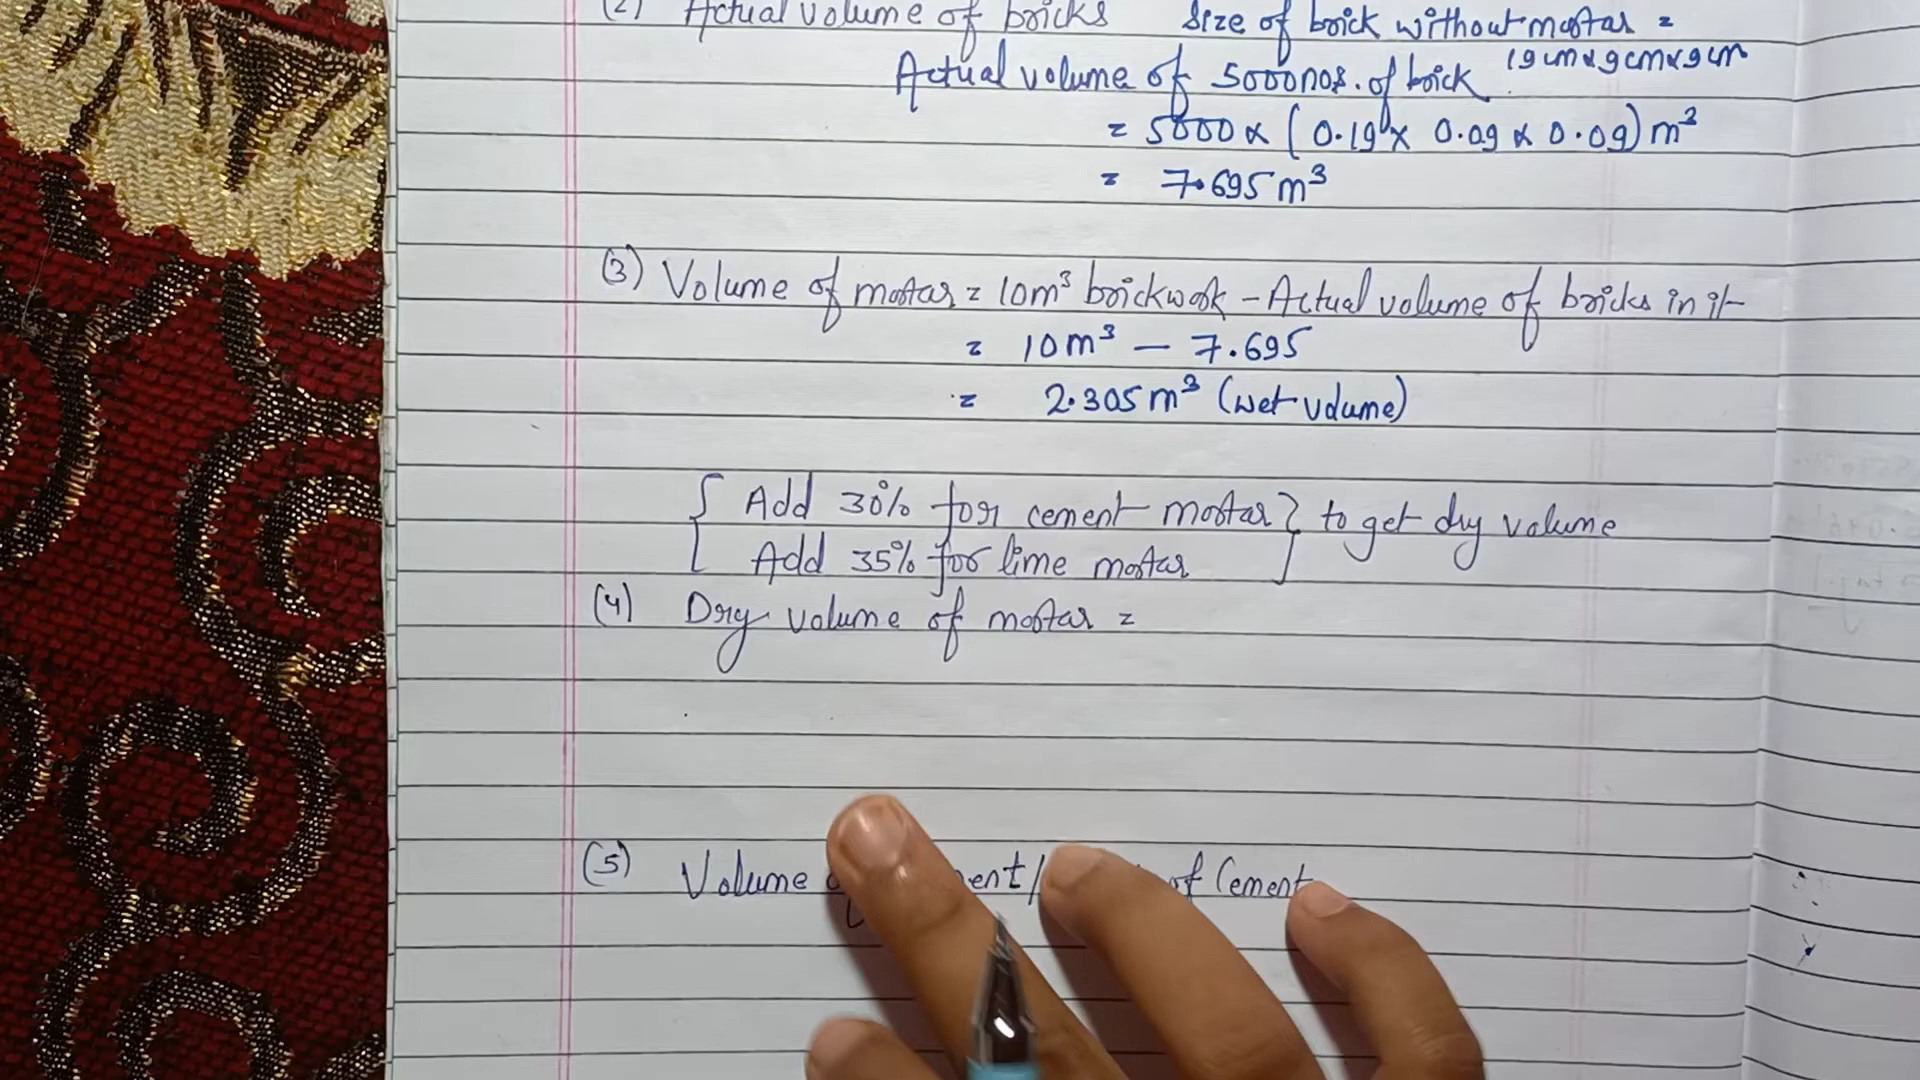 (2) Actual volume of bricks Size of brick without mortar =
19cm x 9cm x 9cm
Actual volume of 5000nos. of brick
= 5000 x (0.19 x 0.09 x 0.09) m³
= 7.695 m³
(3) Volume of mortar = 10m³ brickwork - Actual volume of bricks in it
= 10m³ - 7.695
= 2.305 m³ (wet volume)
{ Add 30% for cement mortar } to get dry volume
Add 35% for lime mortar
(4) Dry volume of mortar =
(5) Volume of Cement